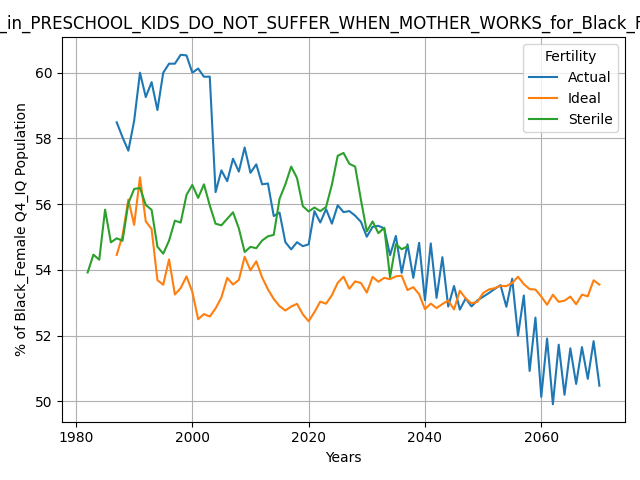 _in_PRESCHOOL_KIDS_DO_NOT_SUFFER_WHEN_MOTHER_WORKS_for_Black_F
Fertility
Actual
Ideal
Sterile
% of Black_Female Q4_IQ Population
60
58
56
54
52
50
1980
2000
2020
2040
2060
Years